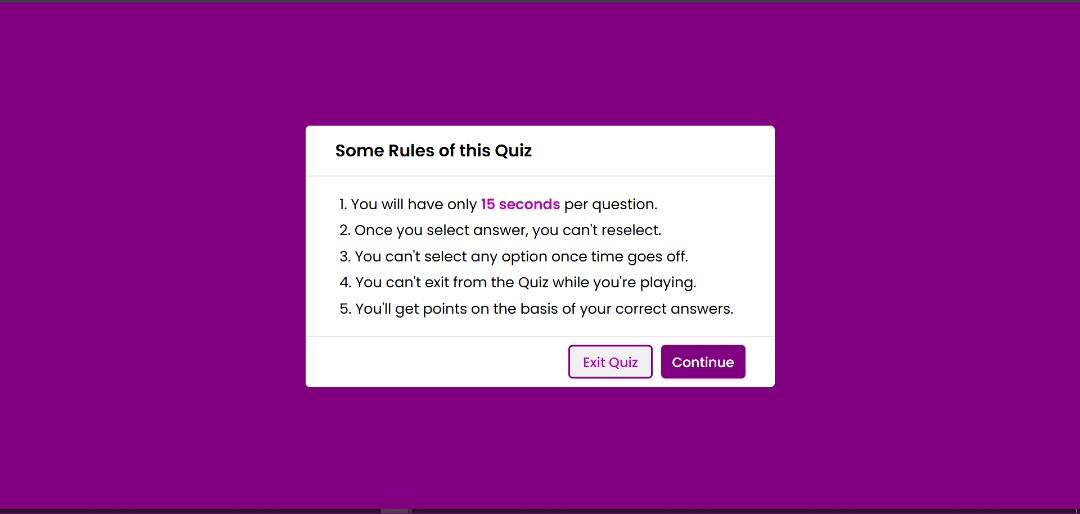 Some Rules of this Quiz
1. You will have only 15 seconds per question.
2. Once you select answer, you can't reselect.
3. You can't select any option once time goes off.
4. You can't exit from the Quiz while you're playing.
5. You'll get points on the basis of your correct answers.
Exit Quiz Continue